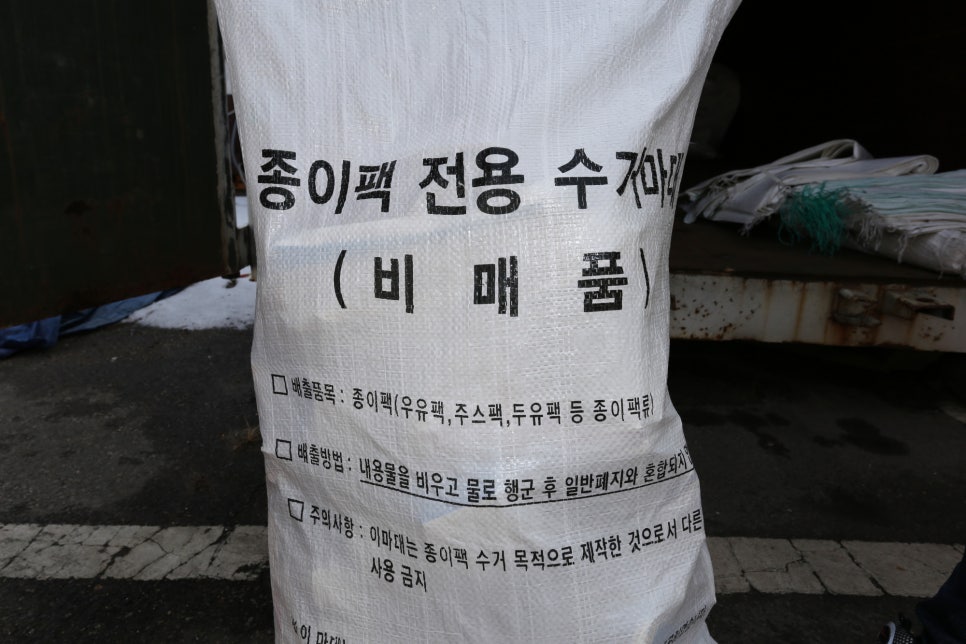 종이팩 전용 수거마대
( 비 매 품 )
□ 배출품목 : 종이팩(우유팩,주스팩,두유팩 등 종이팩류)
□ 배출방법 : 내용물을 비우고 물로 헹군 후 일반폐지와 혼합되지
□ 주의사항 : 이마대는 종이팩 수거 목적으로 제작한 것으로서 다른
사용 금지
※이 마대